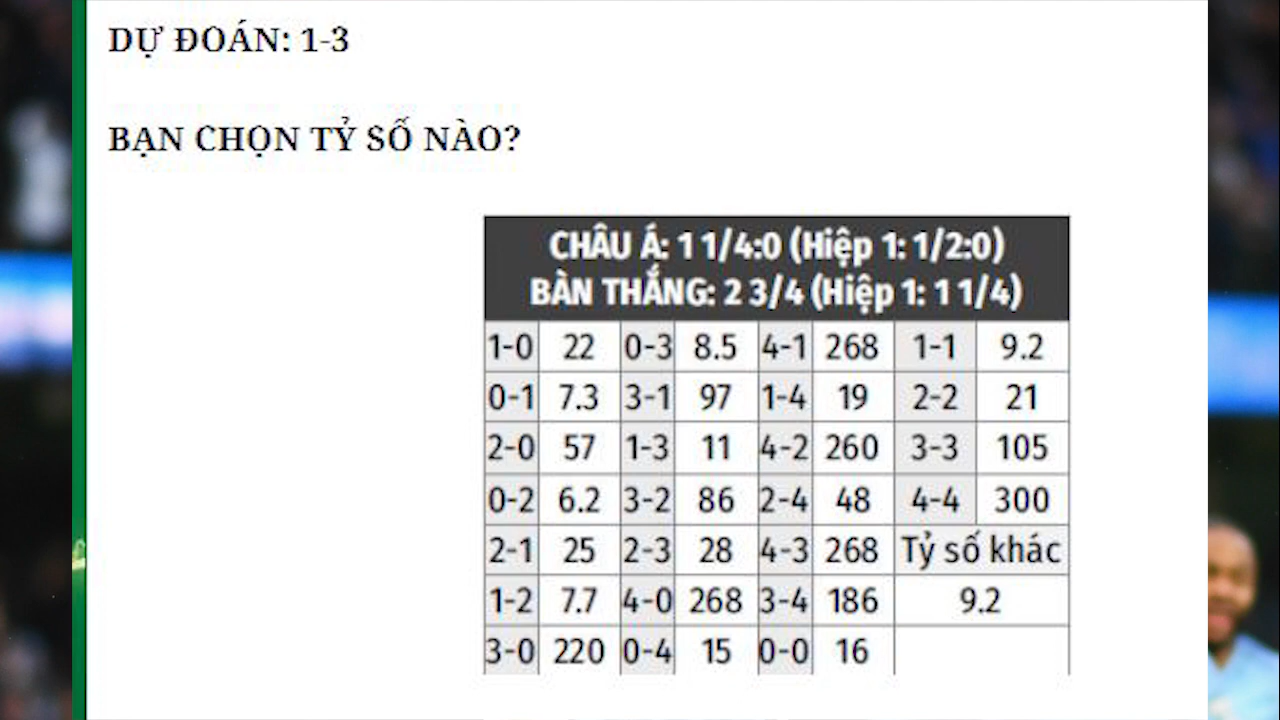 DỰ ĐOÁN: 1-3
BẠN CHỌN TỶ SỐ NÀO?
CHÂU Á: 1 1/4:0 (Hiệp 1: 1/2:0)
BÀN THẮNG: 2 3/4 (Hiệp 1: 1 1/4)
1-0 22 0-3 8.5 4-1 268 1-1 9.2
0-1 7.3 3-1 97 1-4 19 2-2 21
2-0 57 1-3 11 4-2 260 3-3 105
0-2 6.2 3-2 86 2-4 48 4-4 300
2-1 25 2-3 28 4-3 268 Tỷ số khác
1-2 7.7 4-0 268 3-4 186 9.2
3-0 220 0-4 15 0-0 16